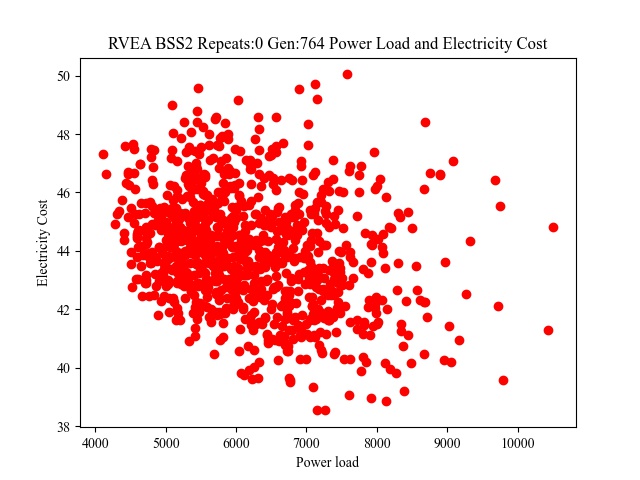 RVEA BSS2 Repeats:0 Gen:764 Power Load and Electricity Cost
50
48
46
44
42
40
38
Electricity Cost
4000 5000 6000 7000 8000 9000 10000
Power load